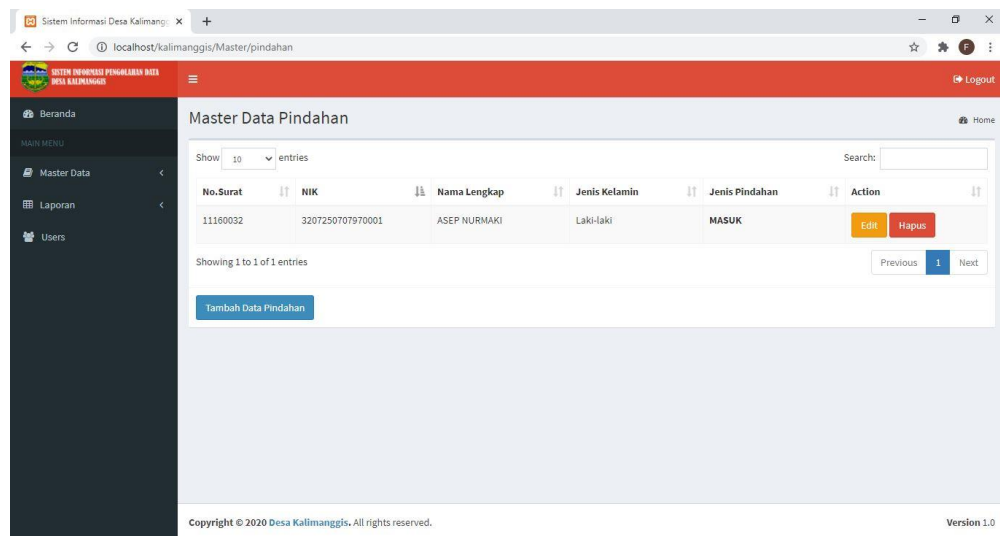 Sistem Informasi Desa Kalimangg
localhost/kalimanggis/Master/pindahan
F
SISTEM INFORMASI PENGOLAHAN DATA
DESA KALIMANGGIS
Logout
Beranda
MAIN MENU
Master Data
Laporan
Users
Master Data Pindahan
Home
Show 10 entries
Search:
No.Surat NIK Nama Lengkap Jenis Kelamin Jenis Pindahan Action
11160032 3207250707970001 ASEP NURMAKI Laki-laki MASUK Edit Hapus
Showing 1 to 1 of 1 entries
Previous 1 Next
Tambah Data Pindahan
Copyright © 2020 Desa Kalimanggis. All rights reserved.
Version 1.0